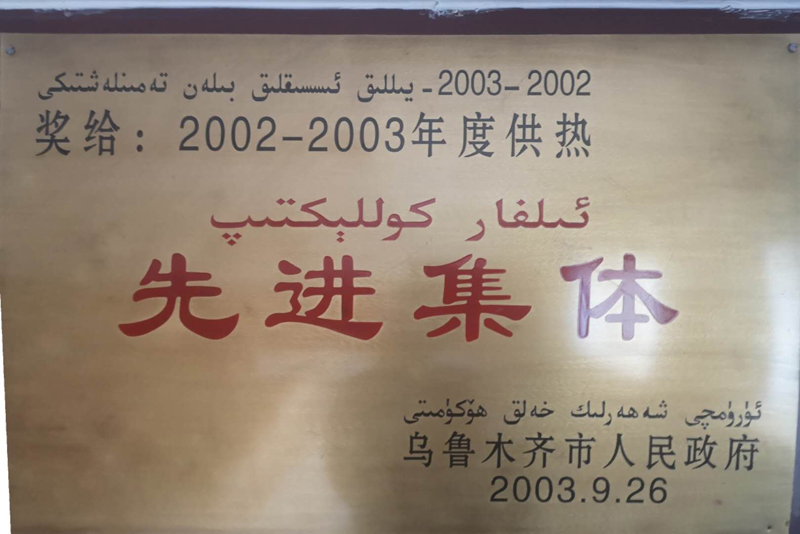 2002-2003- يىللىق ئىسسىقلىق بىلەن تەمىنلەشتىكى
奖给：2002-2003年度供热
ئىلغار كوللېكتىپ
先进集体
ئۈرۈمچى شەھەرلىك خەلق ھۆكۈمىتى
乌鲁木齐市人民政府
2003.9.26